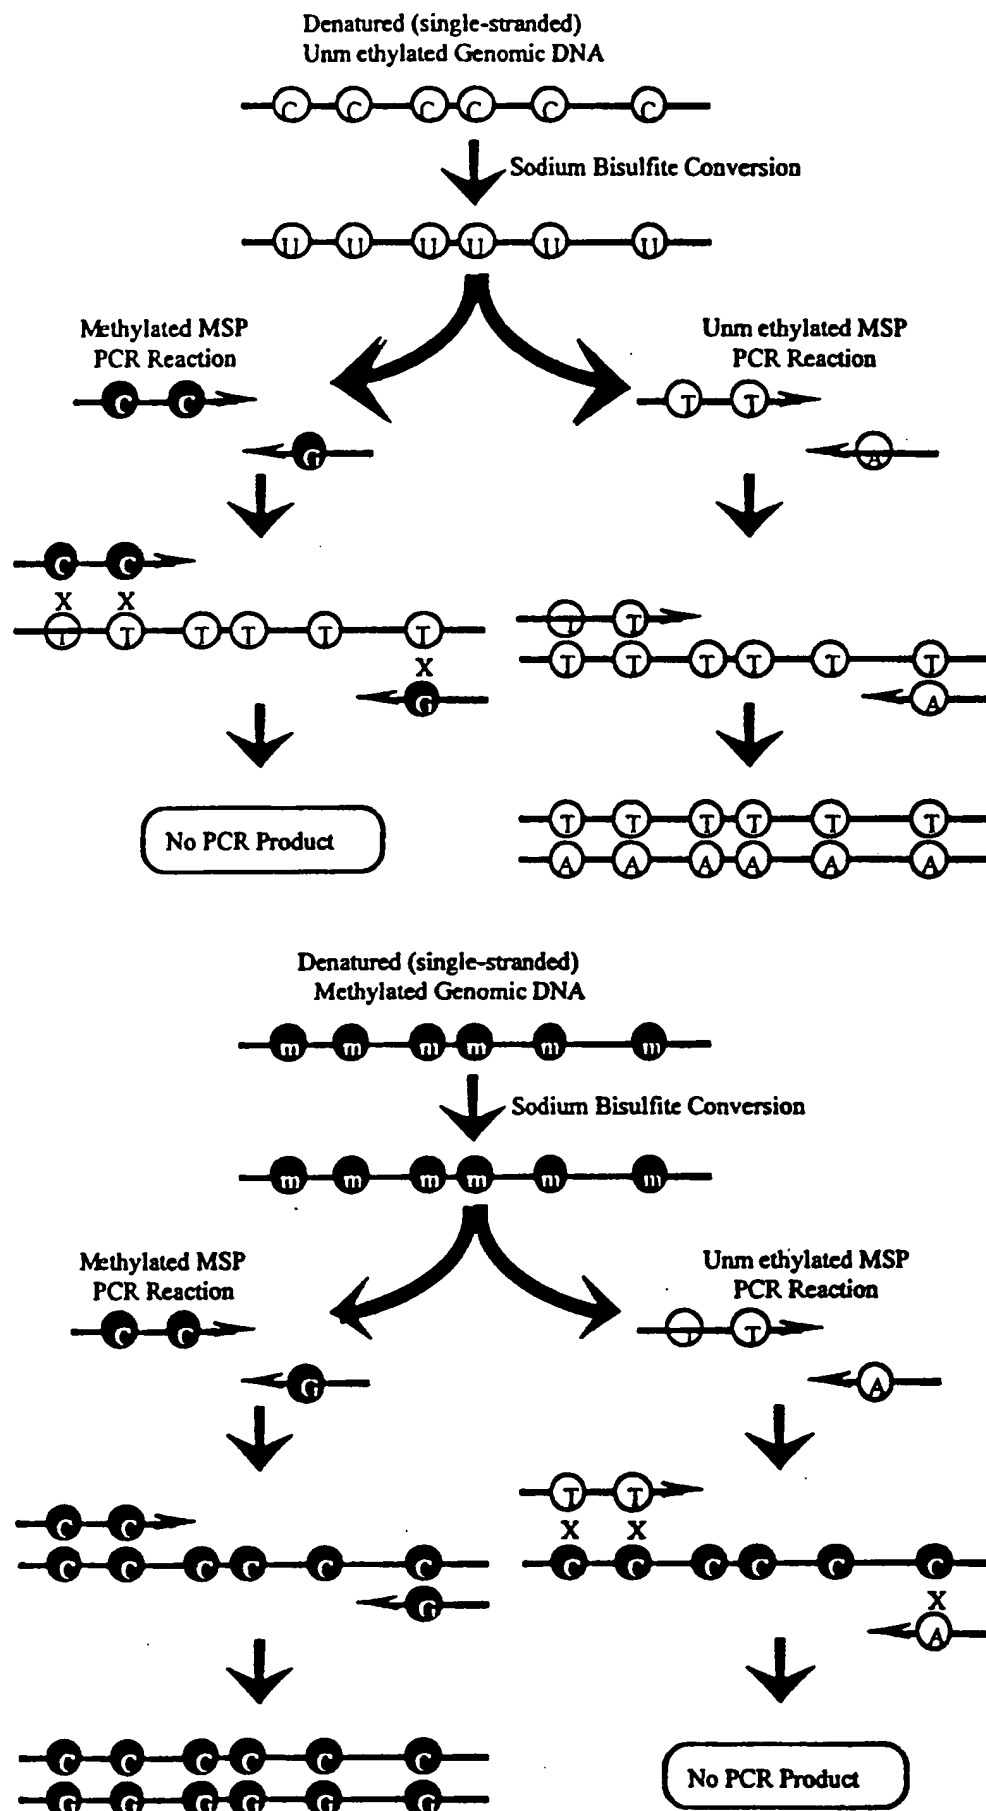 Denatured (single-stranded)
Unm ethylated Genomic DNA
C C C C C C
Sodium Bisulfite Conversion
U U U U U U
Methylated MSP
PCR Reaction
C C
G
Unm ethylated MSP
PCR Reaction
T T
A
C C
X X
T T T T T T
X
G
T T
T T T T T T
A
No PCR Product
T T T T T T
A A A A A A
Denatured (single-stranded)
Methylated Genomic DNA
m m m m m m
Sodium Bisulfite Conversion
m m m m m m
Methylated MSP
PCR Reaction
C C
G
Unm ethylated MSP
PCR Reaction
T T
A
C C
C C C C C C
G
T T
X X
C C C C C C
X
A
C C C C C C
G G G G G G
No PCR Product